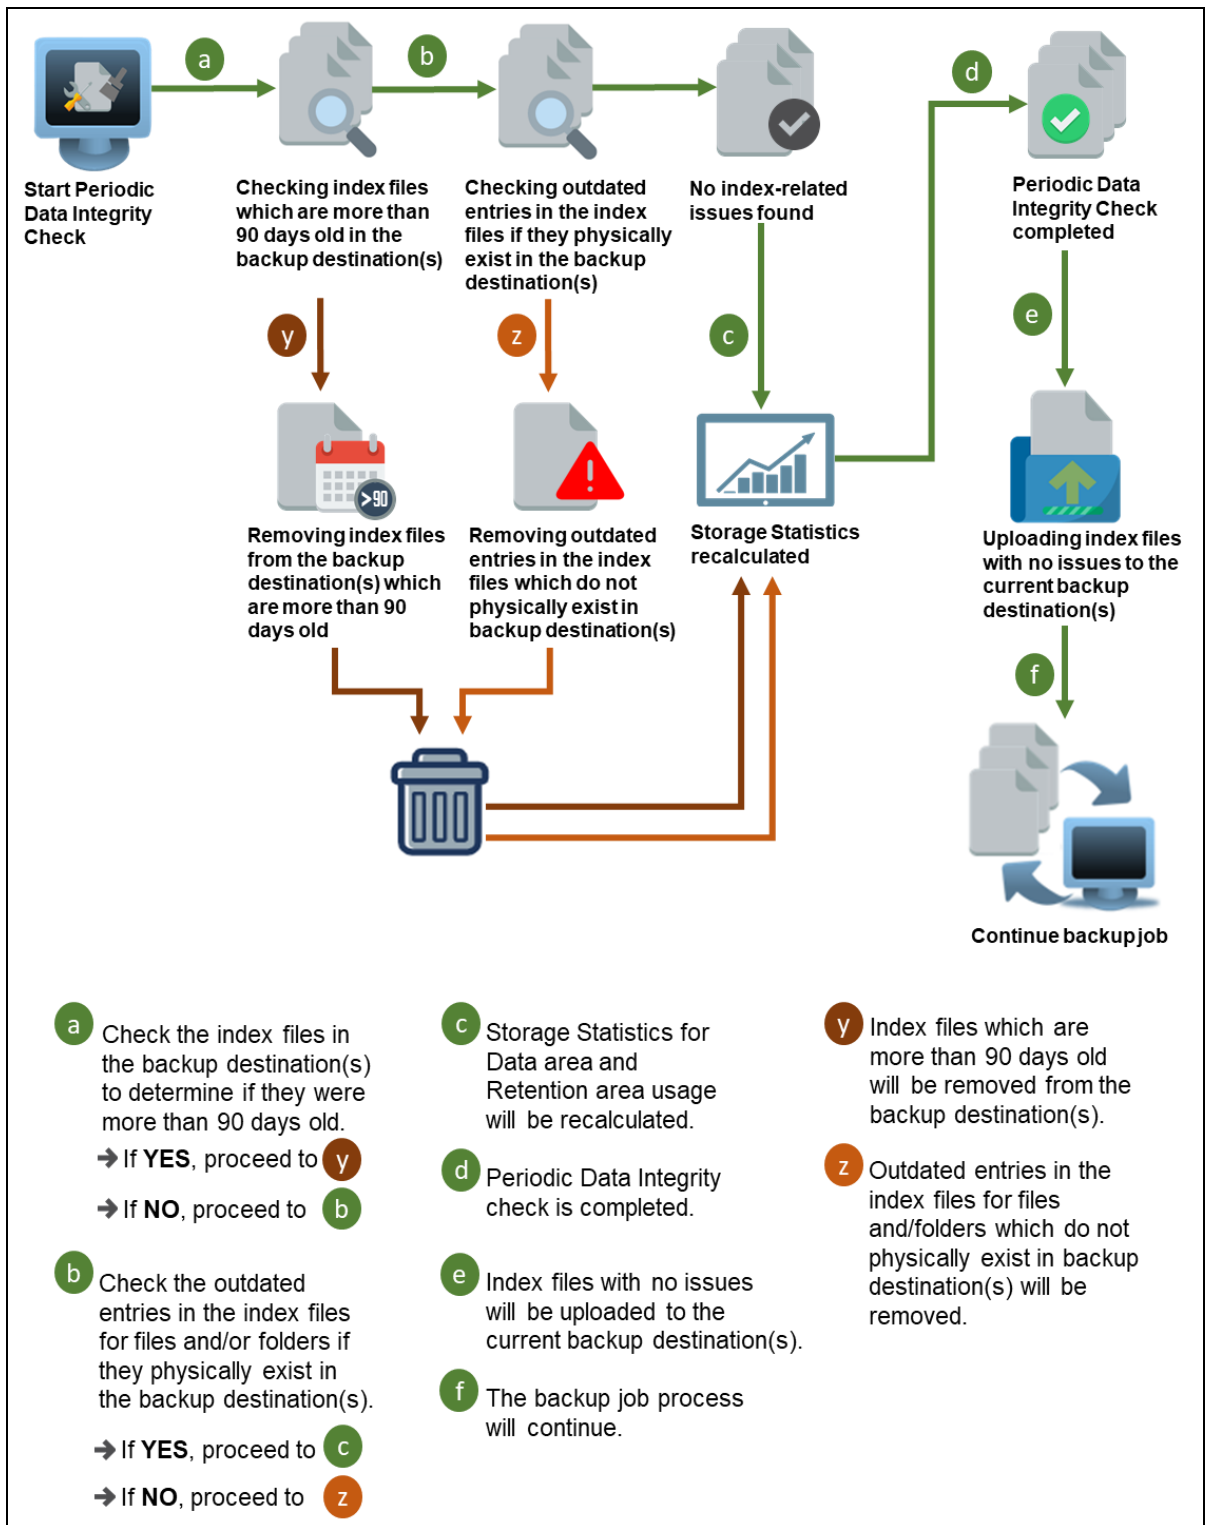 a
b
d
Start Periodic
Data Integrity
Check
Checking index files
which are more than
90 days old in the
backup destination(s)
Checking outdated
entries in the index
files if they physically
exist in the backup
destination(s)
No index-related
issues found
Periodic Data
Integrity Check
completed
y
z
c
e
>90
Removing index files
from the backup
destination(s) which
are more than 90
days old
Removing outdated
entries in the index
files which do not
physically exist in
backup destination(s)
Storage Statistics
recalculated
Uploading index files
with no issues to the
current backup
destination(s)
f
Continue backup job
a
Check the index files in
the backup destination(s)
to determine if they were
more than 90 days old.
➔ If YES, proceed to y
➔ If NO, proceed to b
b
Check the outdated
entries in the index files
for files and/or folders if
they physically exist in
the backup destination(s).
➔ If YES, proceed to c
➔ If NO, proceed to z
c
Storage Statistics for
Data area and
Retention area usage
will be recalculated.
d
Periodic Data Integrity
check is completed.
e
Index files with no issues
will be uploaded to the
current backup destination(s).
f
The backup job process
will continue.
y
Index files which are
more than 90 days old
will be removed from the
backup destination(s).
z
Outdated entries in the
index files for files
and/folders which do not
physically exist in backup
destination(s) will be
removed.